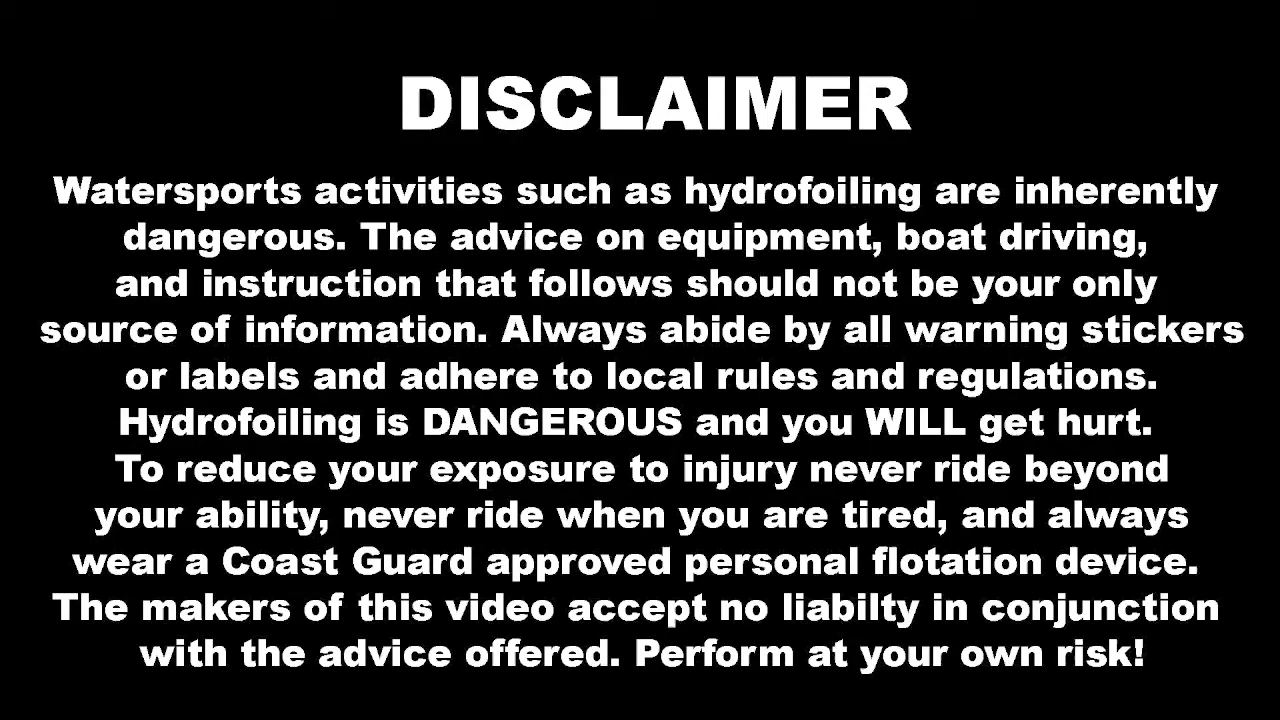 DISCLAIMER
Watersports activities such as hydrofoiling are inherently
dangerous. The advice on equipment, boat driving,
and instruction that follows should not be your only
source of information. Always abide by all warning stickers
or labels and adhere to local rules and regulations.
Hydrofoiling is DANGEROUS and you WILL get hurt.
To reduce your exposure to injury never ride beyond
your ability, never ride when you are tired, and always
wear a Coast Guard approved personal flotation device.
The makers of this video accept no liabilty in conjunction
with the advice offered. Perform at your own risk!